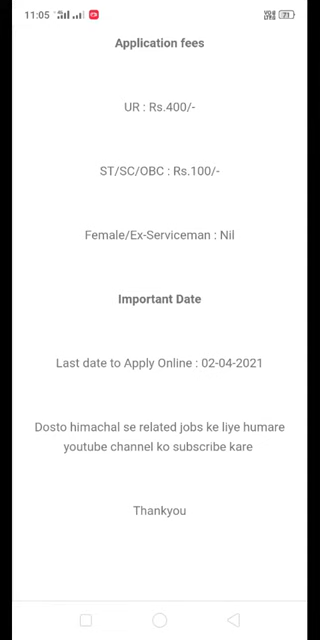 11:05
71
Application fees
UR : Rs.400/-
ST/SC/OBC : Rs.100/-
Female/Ex-Serviceman : Nil
Important Date
Last date to Apply Online : 02-04-2021
Dosto himachal se related jobs ke liye humare
youtube channel ko subscribe kare
Thankyou